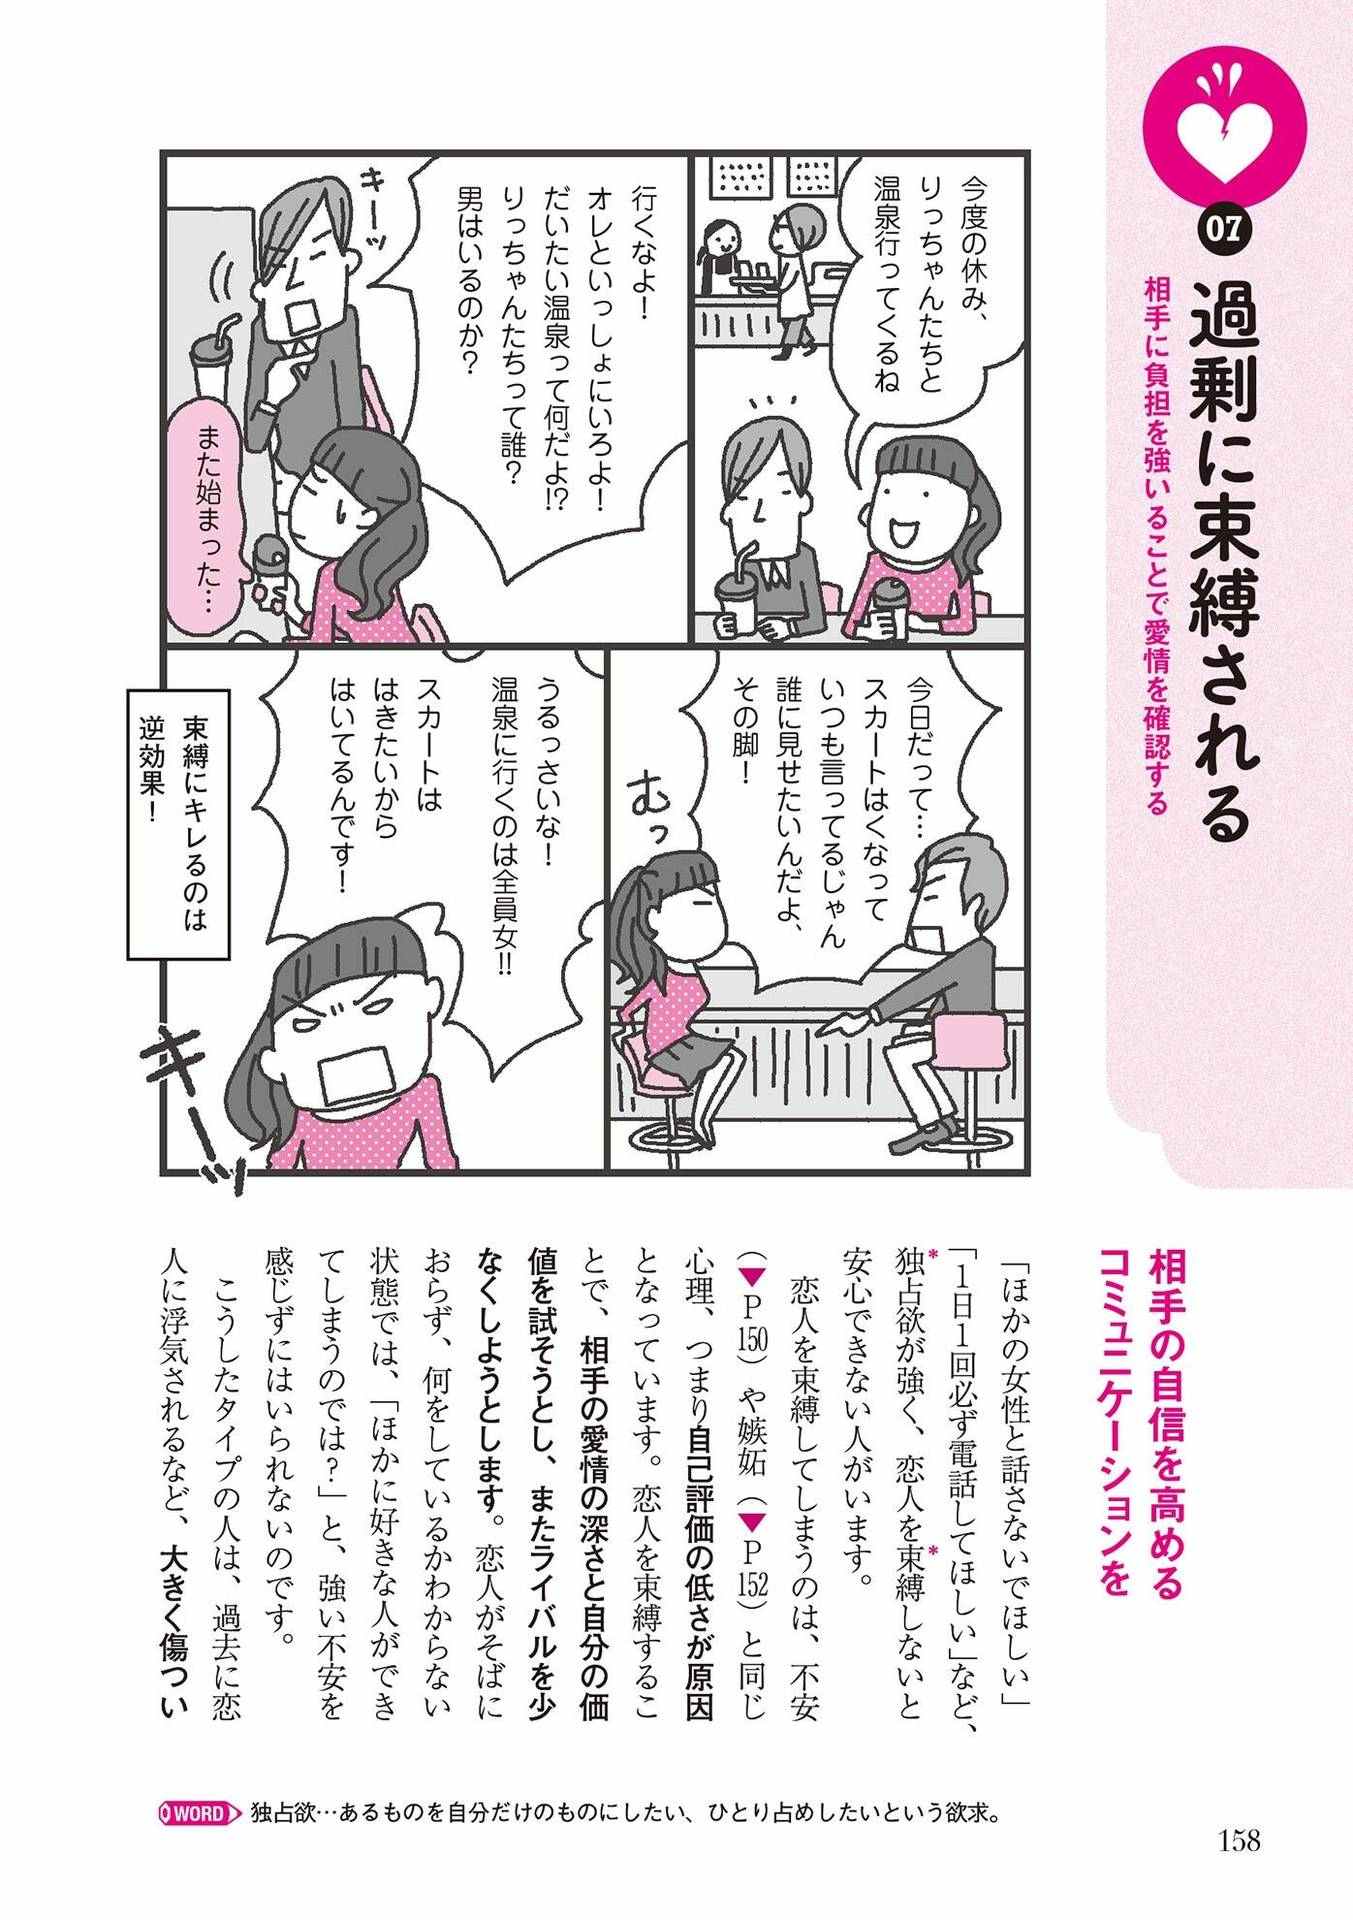 07
過剰に束縛される
相手に負担を強いることで愛情を確認する
今度の休み、
りっちゃんたちと
温泉行ってくるね
行くなよ！
オレといっしょにいろよ！
だいたい温泉って何だよ!?
りっちゃんたちって誰？
男はいるのか？
キーッ
また始まった…
今日だって…
スカートはくなって
いつも言ってるじゃん
誰に見せたいんだよ、
その脚！
むっ
うるっさいな！
温泉に行くのは全員女!!
スカートは
はきたいから
はいてるんです！
キーッ
束縛にキレるのは
逆効果！
相手の自信を高める
コミュニケーションを
「ほかの女性と話さないでほしい」
「1日1回必ず電話してほしい」など、
*独占欲が強く、恋人を*束縛しないと
安心できない人がいます。
恋人を束縛してしまうのは、不安
（▼P150）や嫉妬（▼P152）と同じ
心理、つまり自己評価の低さが原因
となっています。恋人を束縛するこ
とで、相手の愛情の深さと自分の価
値を試そうとし、またライバルを少
なくしようとします。恋人がそばに
おらず、何をしているかわからない
状態では、「ほかに好きな人ができ
てしまうのでは？」と、強い不安を
感じずにはいられないのです。
こうしたタイプの人は、過去に恋
人に浮気されるなど、大きく傷つい
WORD 独占欲…あるものを自分だけのものにしたい、ひとり占めしたいという欲求。
158